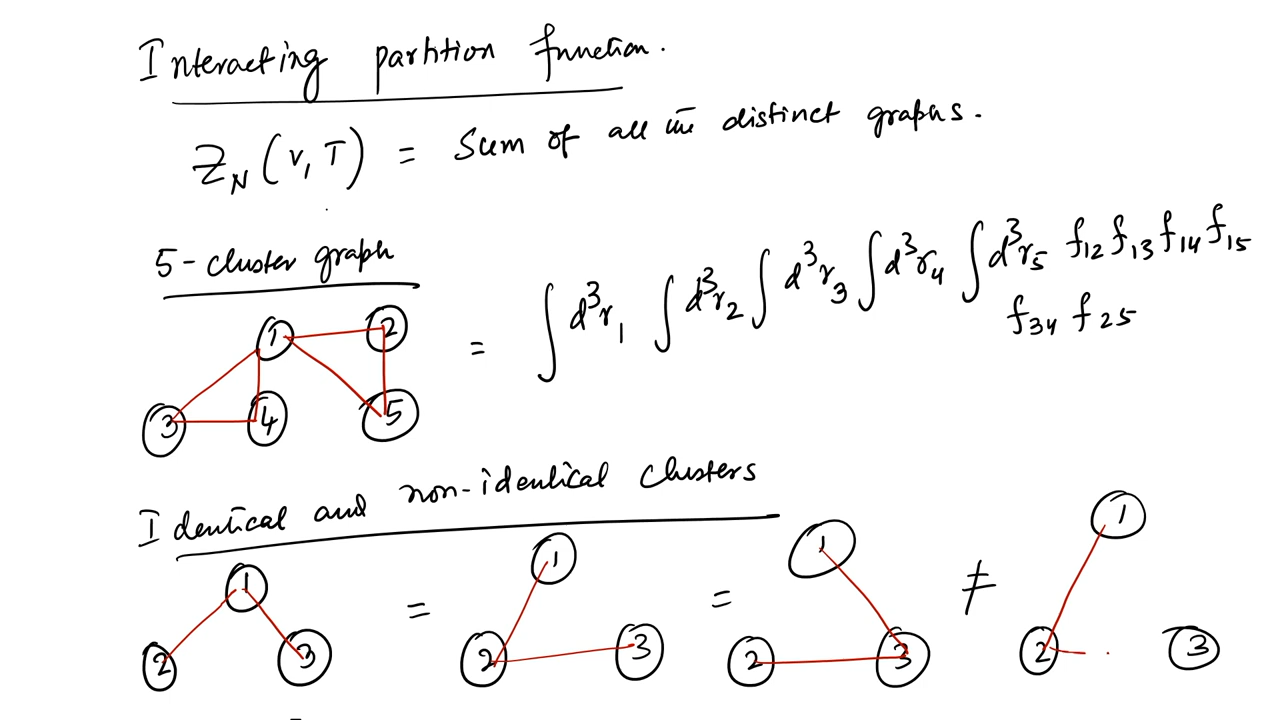 Interacting partition function.
Z_N (V, T) = Sum of all the distinct graphs.
5-cluster graph
1 2 3 4 5
= ∫d³r₁ ∫d³r₂ ∫d³r₃ ∫d³r₄ ∫d³r₅ f₁₂ f₁₃ f₁₄ f₁₅
f₃₄ f₂₅
Identical and non-identical clusters
1 2 3 = 1 2 3 = 1 2 3 ≠ 1 2 3